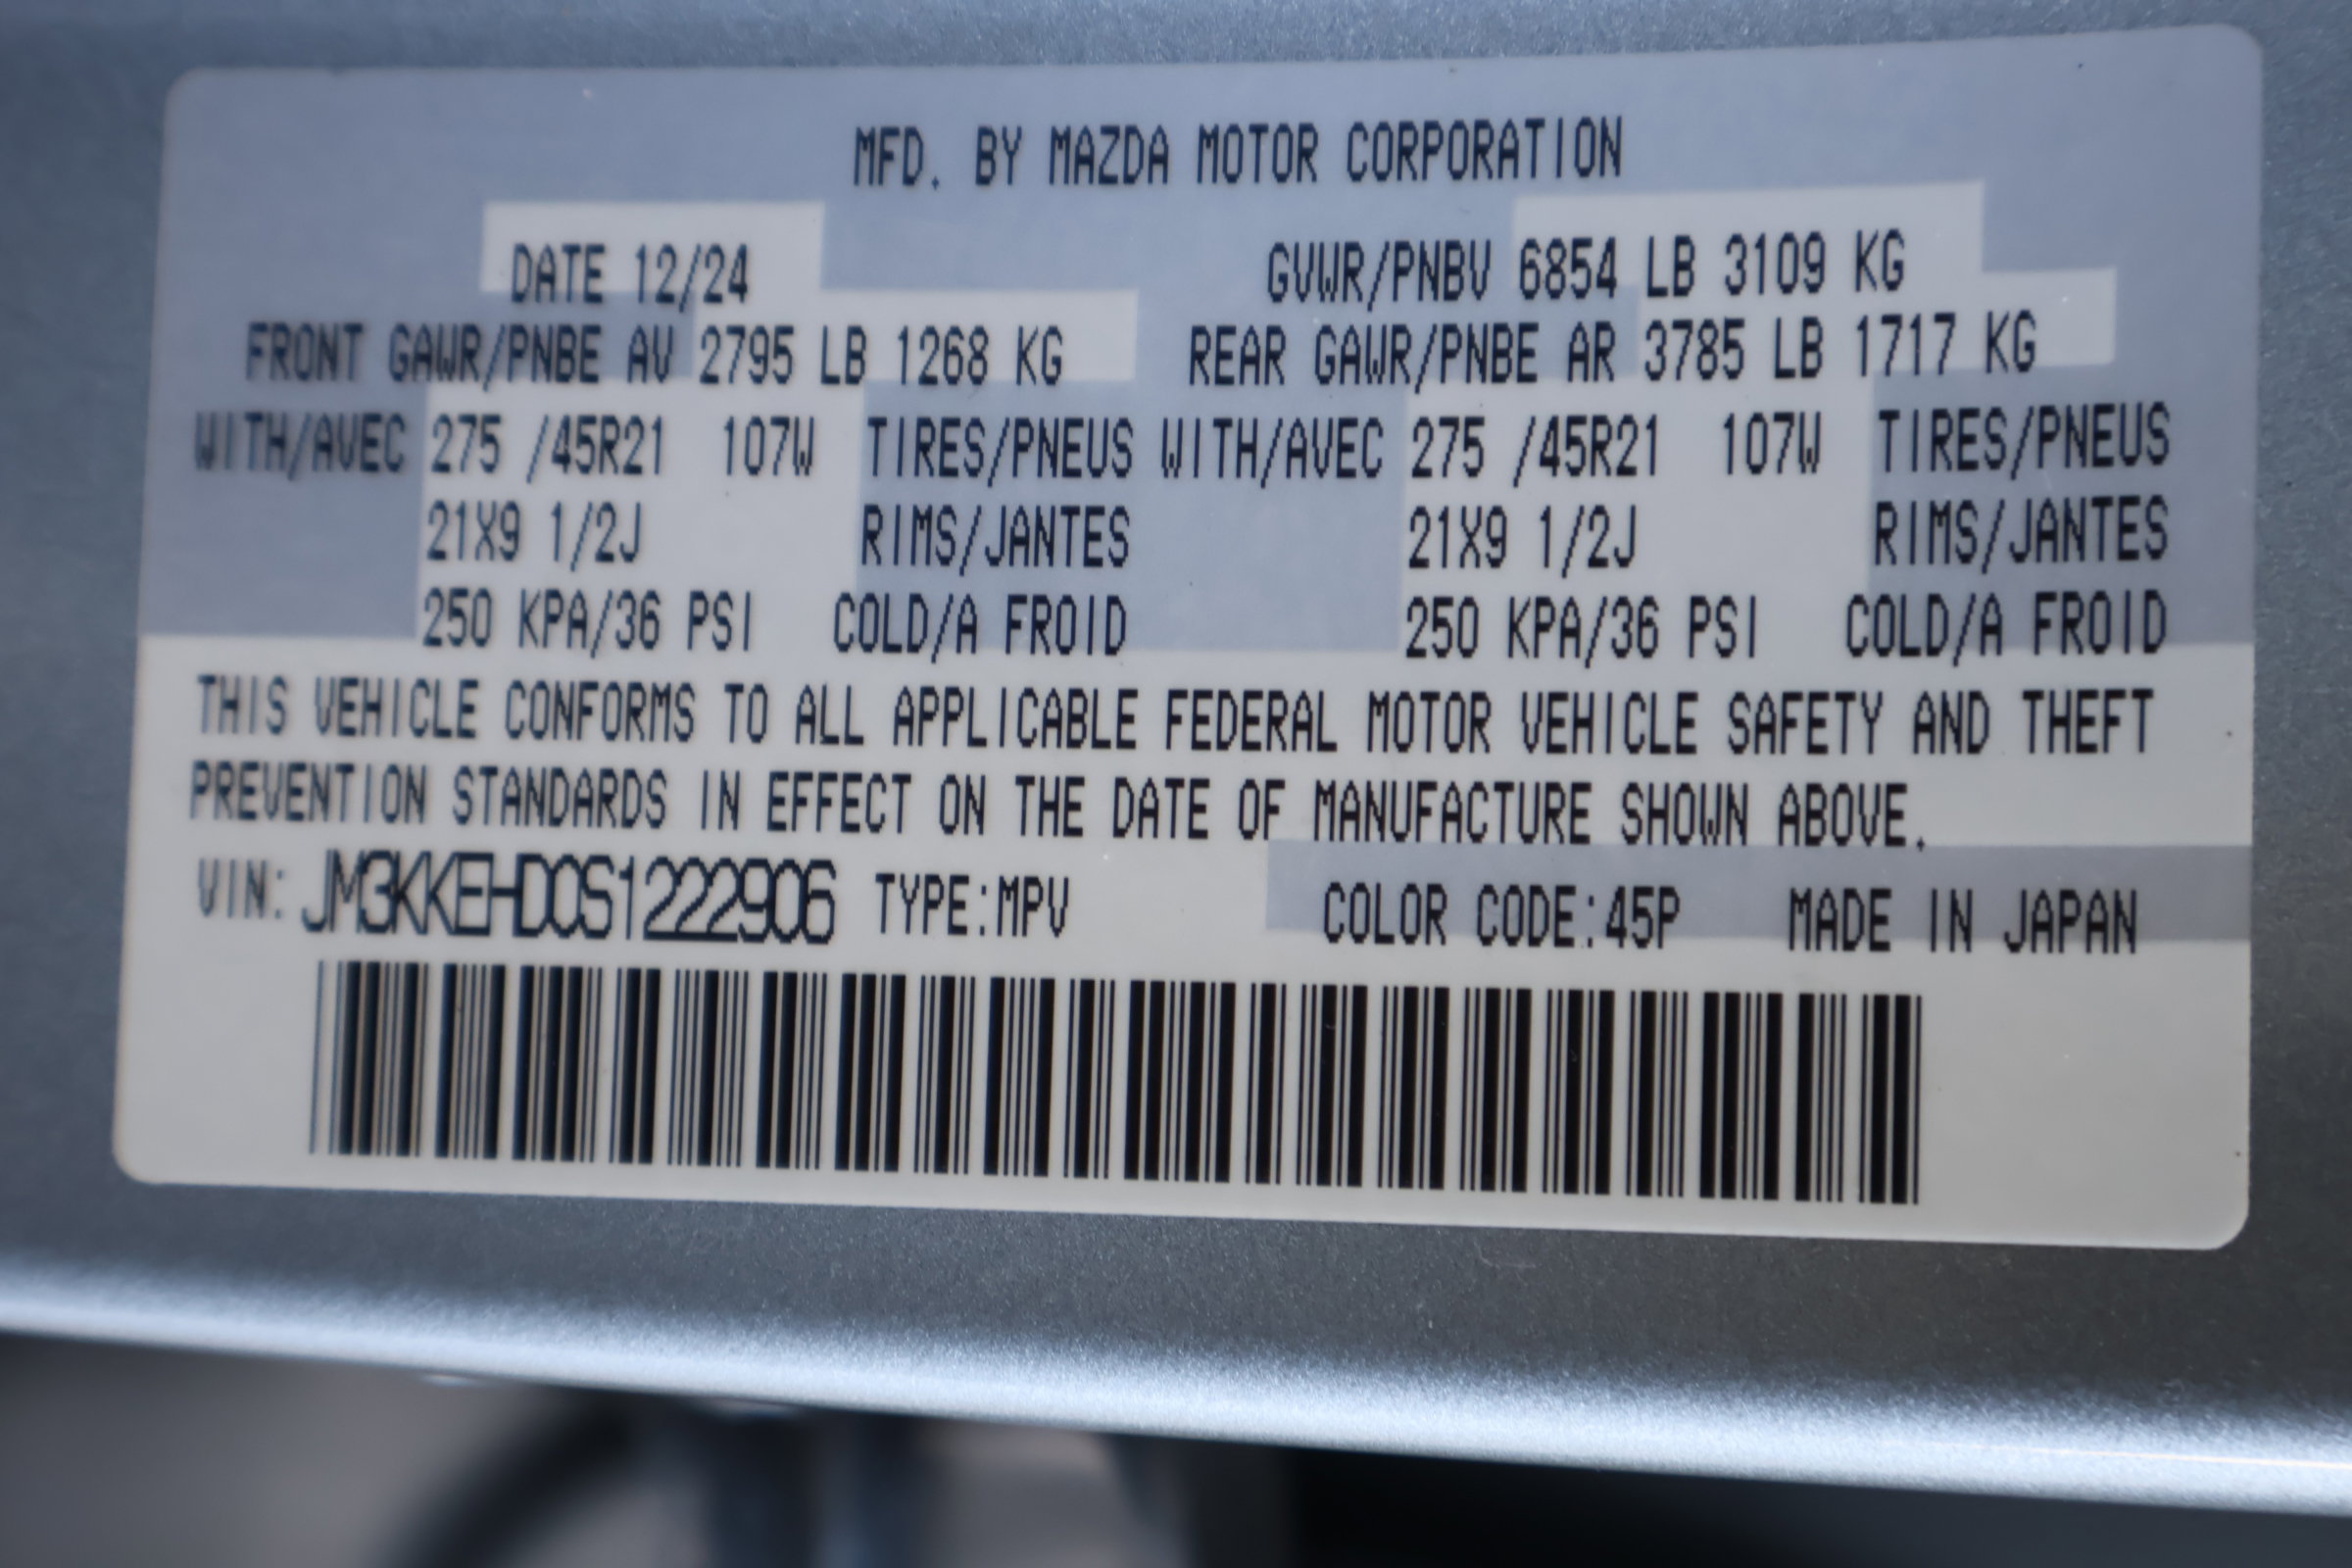 MFD. BY MAZDA MOTOR CORPORATION
DATE 12/24 GVWR/PNBV 6854 LB 3109 KG
FRONT GAWR/PNBE AV 2795 LB 1268 KG REAR GAWR/PNBE AR 3785 LB 1717 KG
WITH/AVEC 275 /45R21 107W TIRES/PNEUS WITH/AVEC 275 /45R21 107W TIRES/PNEUS
21X9 1/2J RIMS/JANTES 21X9 1/2J RIMS/JANTES
250 KPA/36 PSI COLD/A FROID 250 KPA/36 PSI COLD/A FROID
THIS VEHICLE CONFORMS TO ALL APPLICABLE FEDERAL MOTOR VEHICLE SAFETY AND THEFT
PREVENTION STANDARDS IN EFFECT ON THE DATE OF MANUFACTURE SHOWN ABOVE.
VIN: JM3KKEHD0S1222906 TYPE:MPV COLOR CODE:45P MADE IN JAPAN